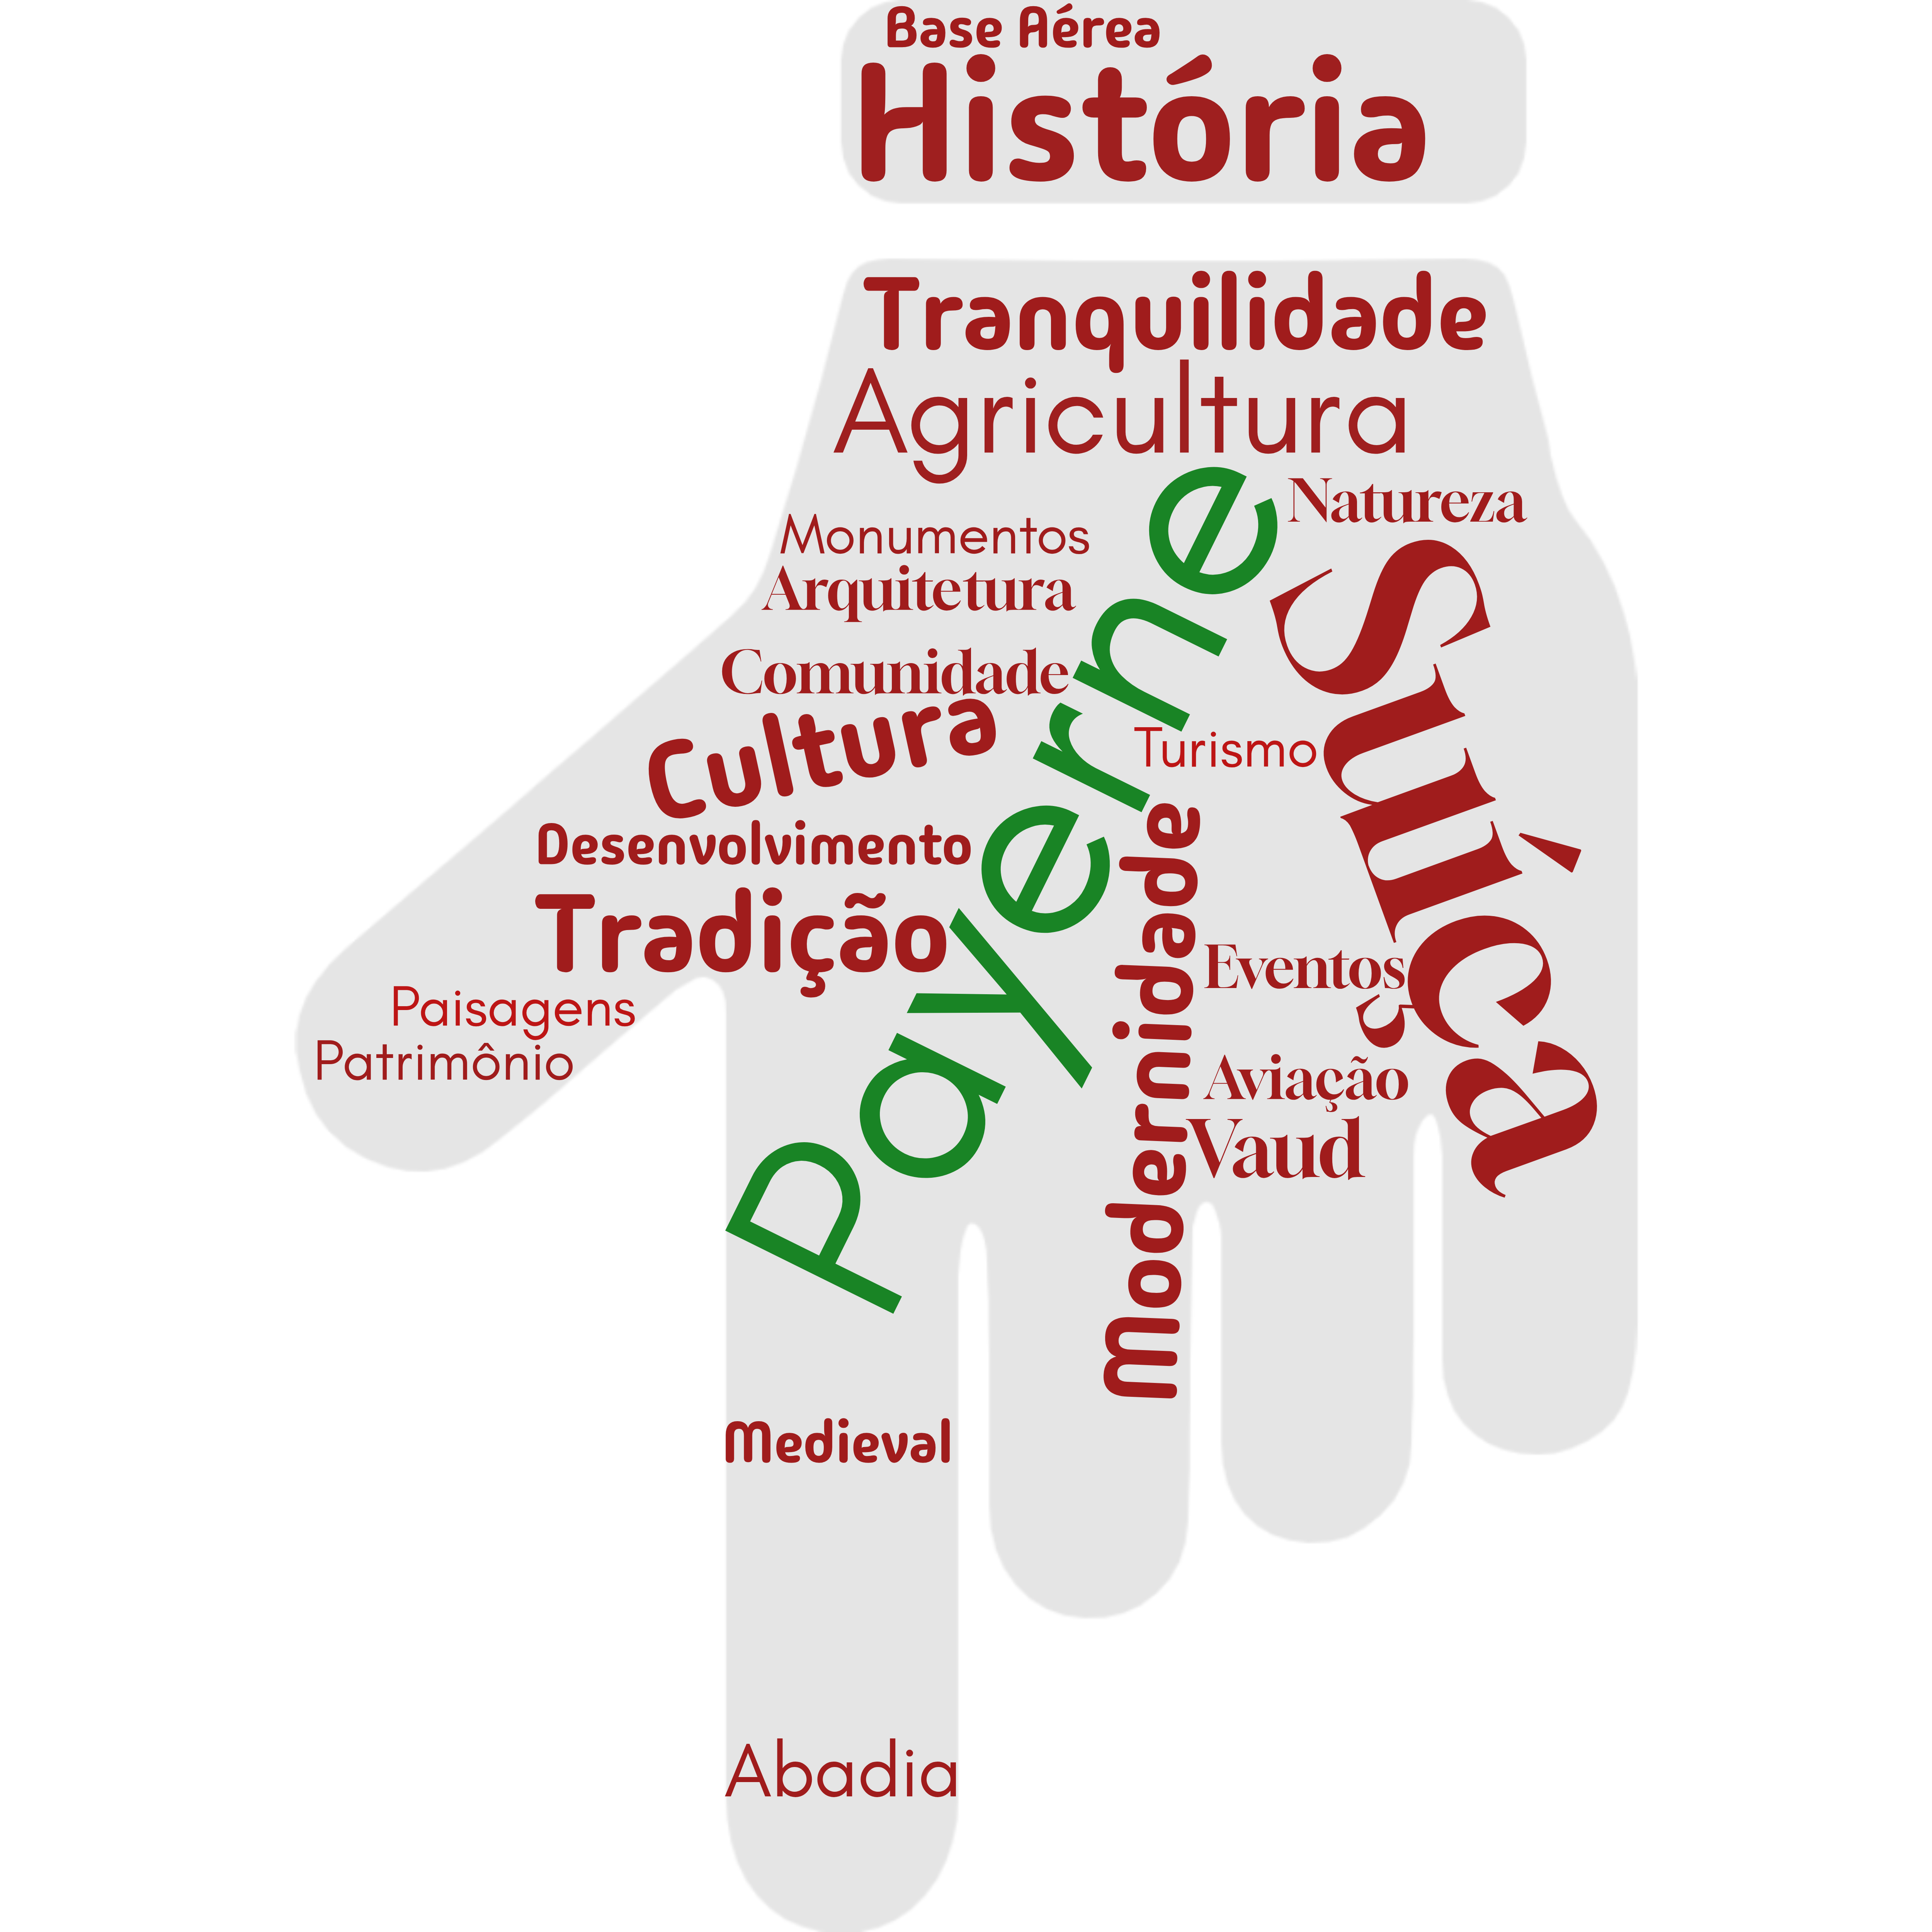 Base Aérea
História
Tranquilidade
Agricultura
Natureza
Monumentos
Arquitetura
Comunidade
Cultura
Payerne
Suíça
Turismo
Desenvolvimento
Tradição
Modernidade
Eventos
Paisagens
Patrimônio
Aviação
Vaud
Medieval
Abadia